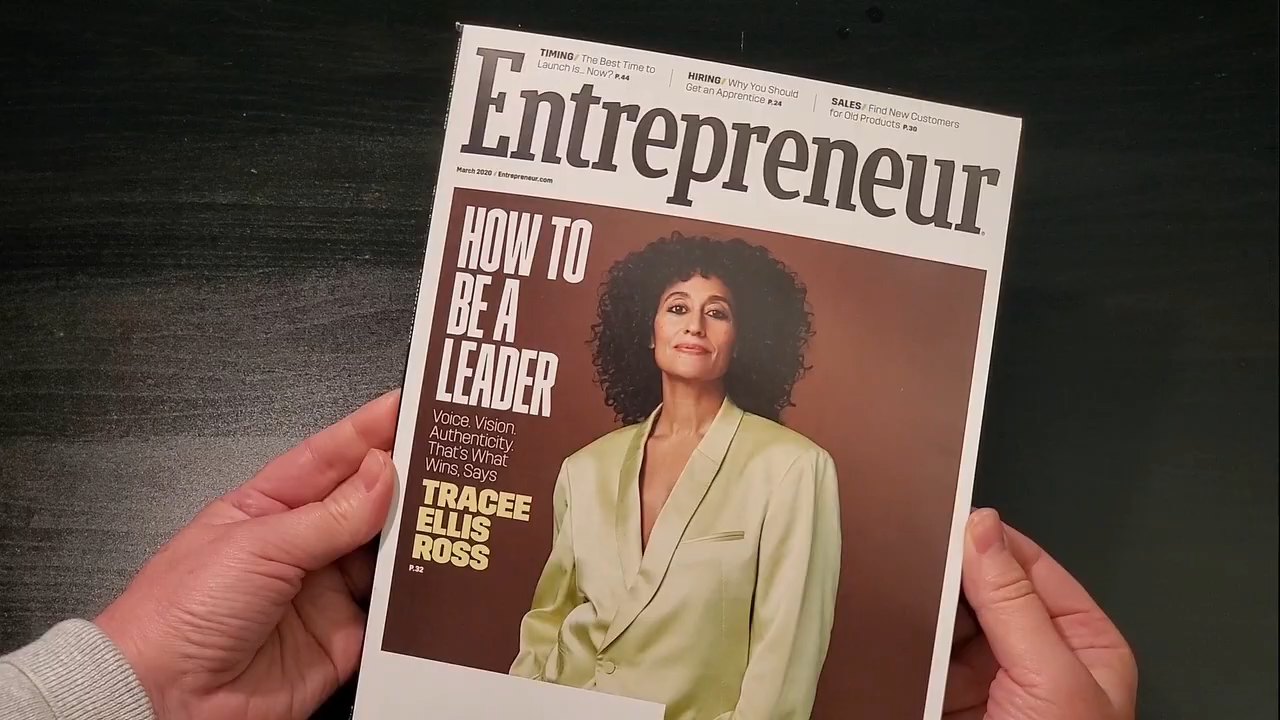 TIMING// The Best Time to
Launch Is... Now? P.44
HIRING// Why You Should
Get an Apprentice P.24
SALES// Find New Customers
for Old Products P.30
Entrepreneur®
March 2020 / Entrepreneur.com
HOW TO
BE A
LEADER
Voice. Vision.
Authenticity.
That's What
Wins, Says
TRACEE
ELLIS
ROSS
P.32